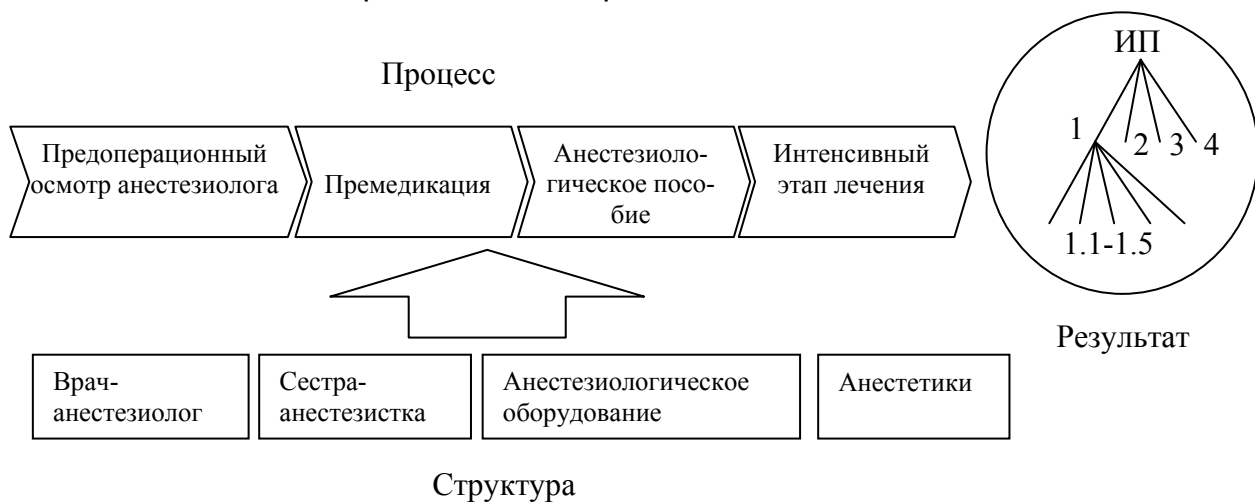 Процесс
Предоперационный
осмотр анестезиолога
Премедикация
Анестезиоло-
гическое посо-
бие
Интенсивный
этап лечения
ИП
1
2
3
4
1.1-1.5
Результат
Врач-
анестезиолог
Сестра-
анестезистка
Анестезиологическое
оборудование
Анестетики
Структура